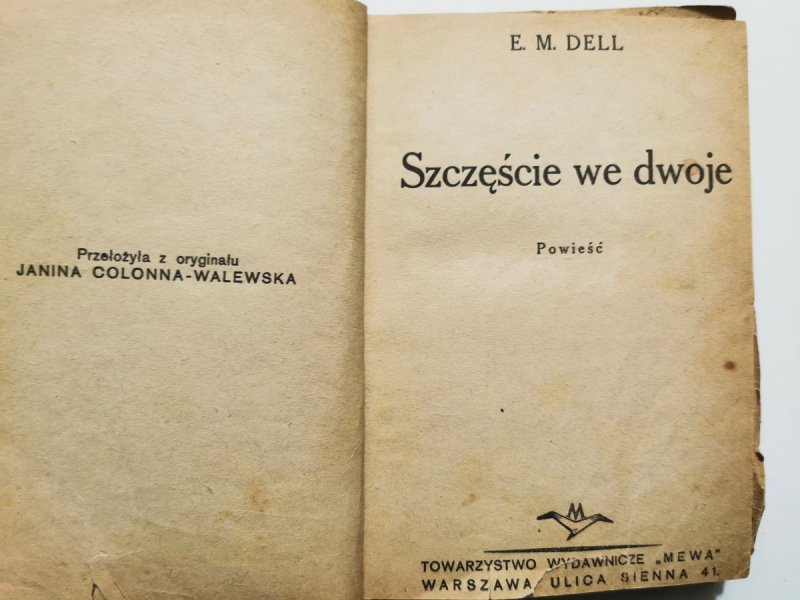 Przełożyła z oryginału
JANINA COLONNA-WALEWSKA
E. M. DELL
Szczęście we dwoje
Powieść
M
TOWARZYSTWO WYDAWNICZE „MEWA”
WARSZAWA, ULICA SIENNA 41.